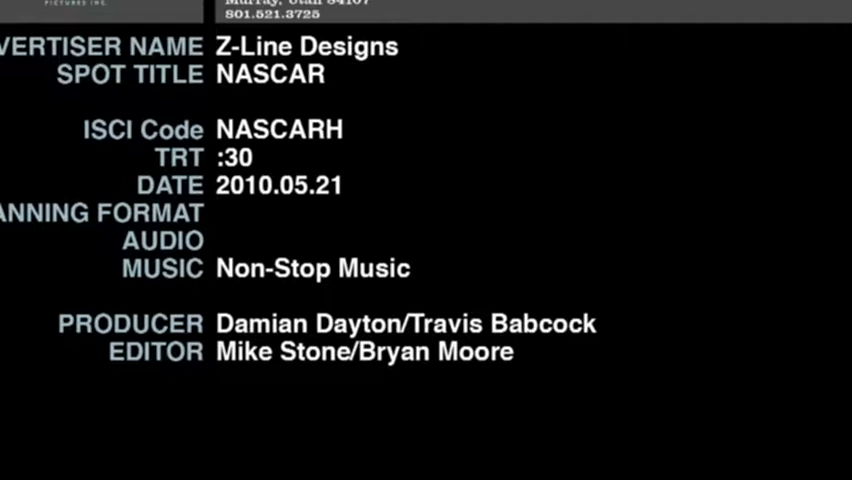 PICTURES INC.
Murray, Utah 84107
801.521.3725
VERTISER NAME Z-Line Designs
SPOT TITLE NASCAR
ISCI Code NASCARH
TRT :30
DATE 2010.05.21
ANNING FORMAT
AUDIO
MUSIC Non-Stop Music
PRODUCER Damian Dayton/Travis Babcock
EDITOR Mike Stone/Bryan Moore